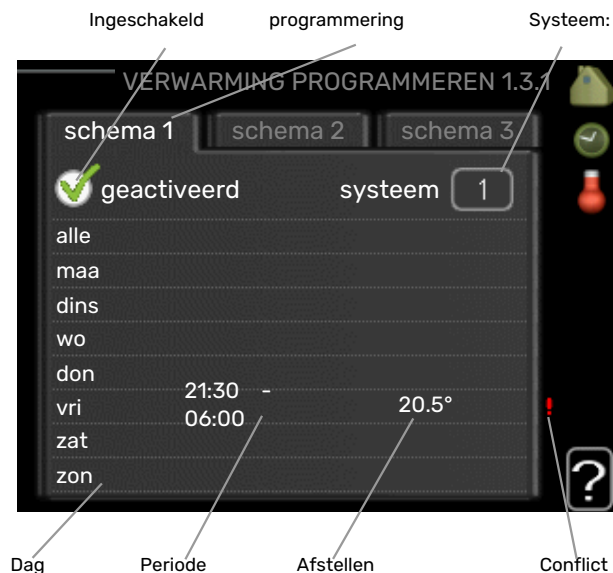 Ingeschakeld programmering Systeem:
VERWARMING PROGRAMMEREN 1.3.1
schema 1 schema 2 schema 3
geactiveerd systeem 1
alle
maa
dins
wo
don
vri 21:30 - 06:00 20.5° !
zat
zon
?
Dag Periode Afstellen Conflict